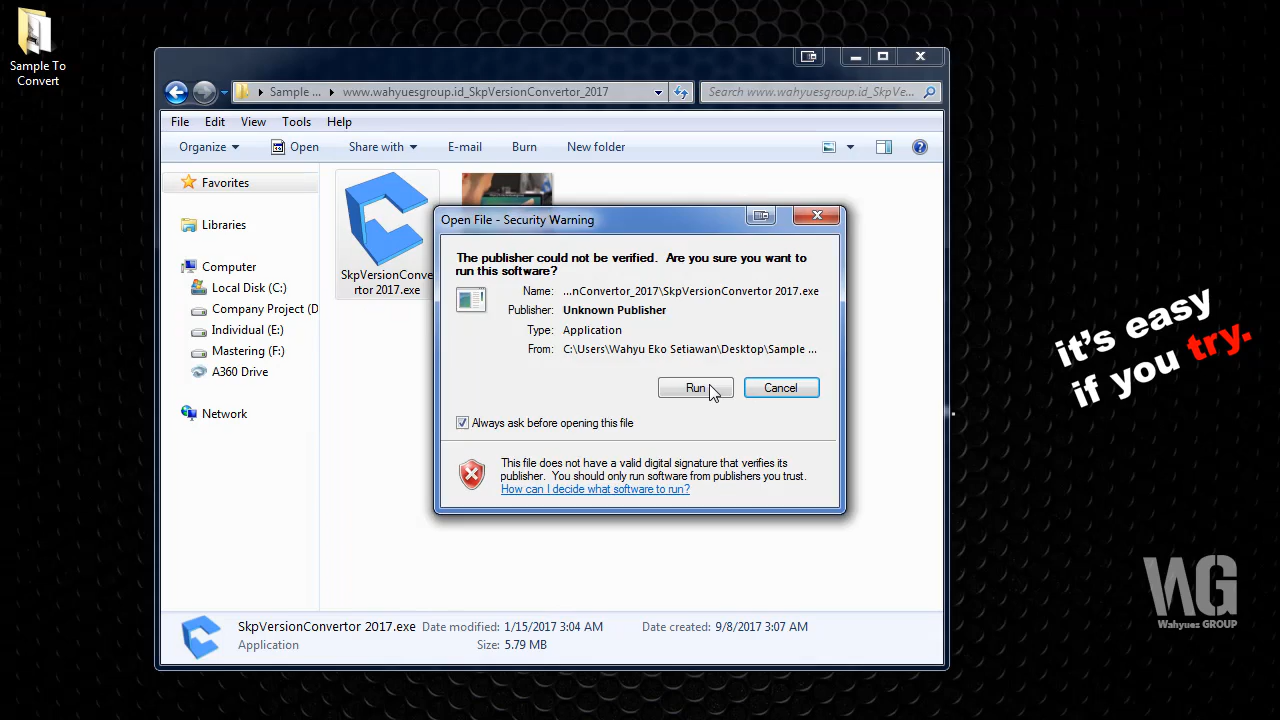 Sample To
Convert
Sample ...
www.wahyuesgroup.id_SkpVersionConvertor_2017
Search www.wahyuesgroup.id_SkpVe...
File Edit View Tools Help
Organize Open Share with E-mail Burn New folder
Favorites
Libraries
Computer
Local Disk (C:)
Company Project (D
Individual (E:)
Mastering (F:)
A360 Drive
Network
SkpVersionConve
rtor 2017.exe
Open File - Security Warning
The publisher could not be verified. Are you sure you want to
run this software?
Name: ...nConvertor_2017\SkpVersionConvertor 2017.exe
Publisher: Unknown Publisher
Type: Application
From: C:\Users\Wahyu Eko Setiawan\Desktop\Sample ...
Run Cancel
Always ask before opening this file
This file does not have a valid digital signature that verifies its
publisher. You should only run software from publishers you trust.
How can I decide what software to run?
SkpVersionConvertor 2017.exe Date modified: 1/15/2017 3:04 AM Date created: 9/8/2017 3:07 AM
Application Size: 5.79 MB
it's easy
if you try.
WG
Wahyues GROUP